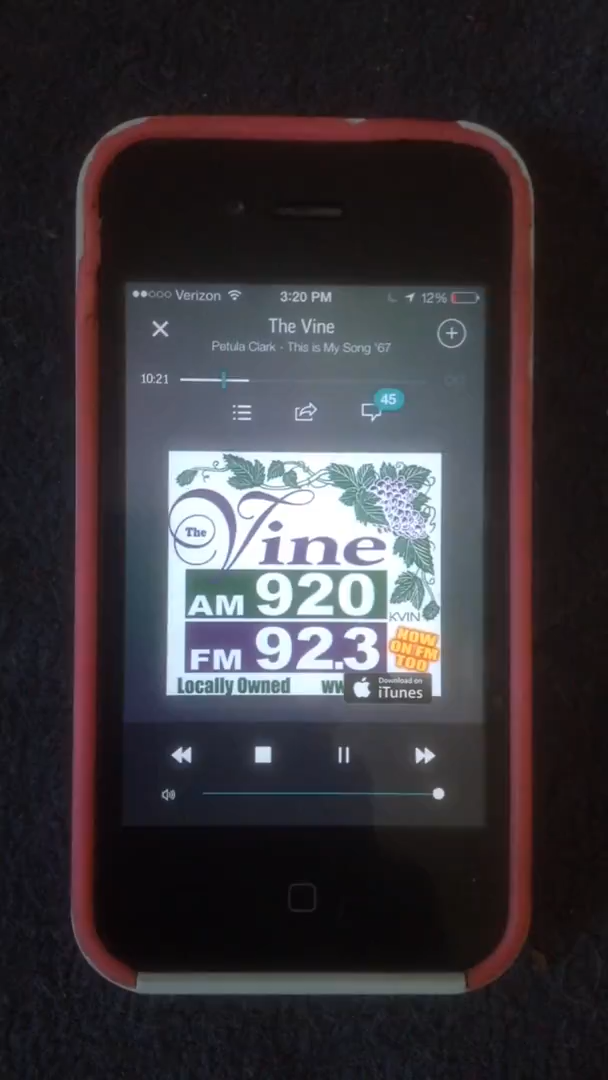 Verizon 3:20 PM 12%
The Vine
Petula Clark - This is My Song '67
10:21
45
The Vine
AM 920
KVIN
FM 92.3
NOW
ON FM
TOO
Locally Owned
Download on
iTunes